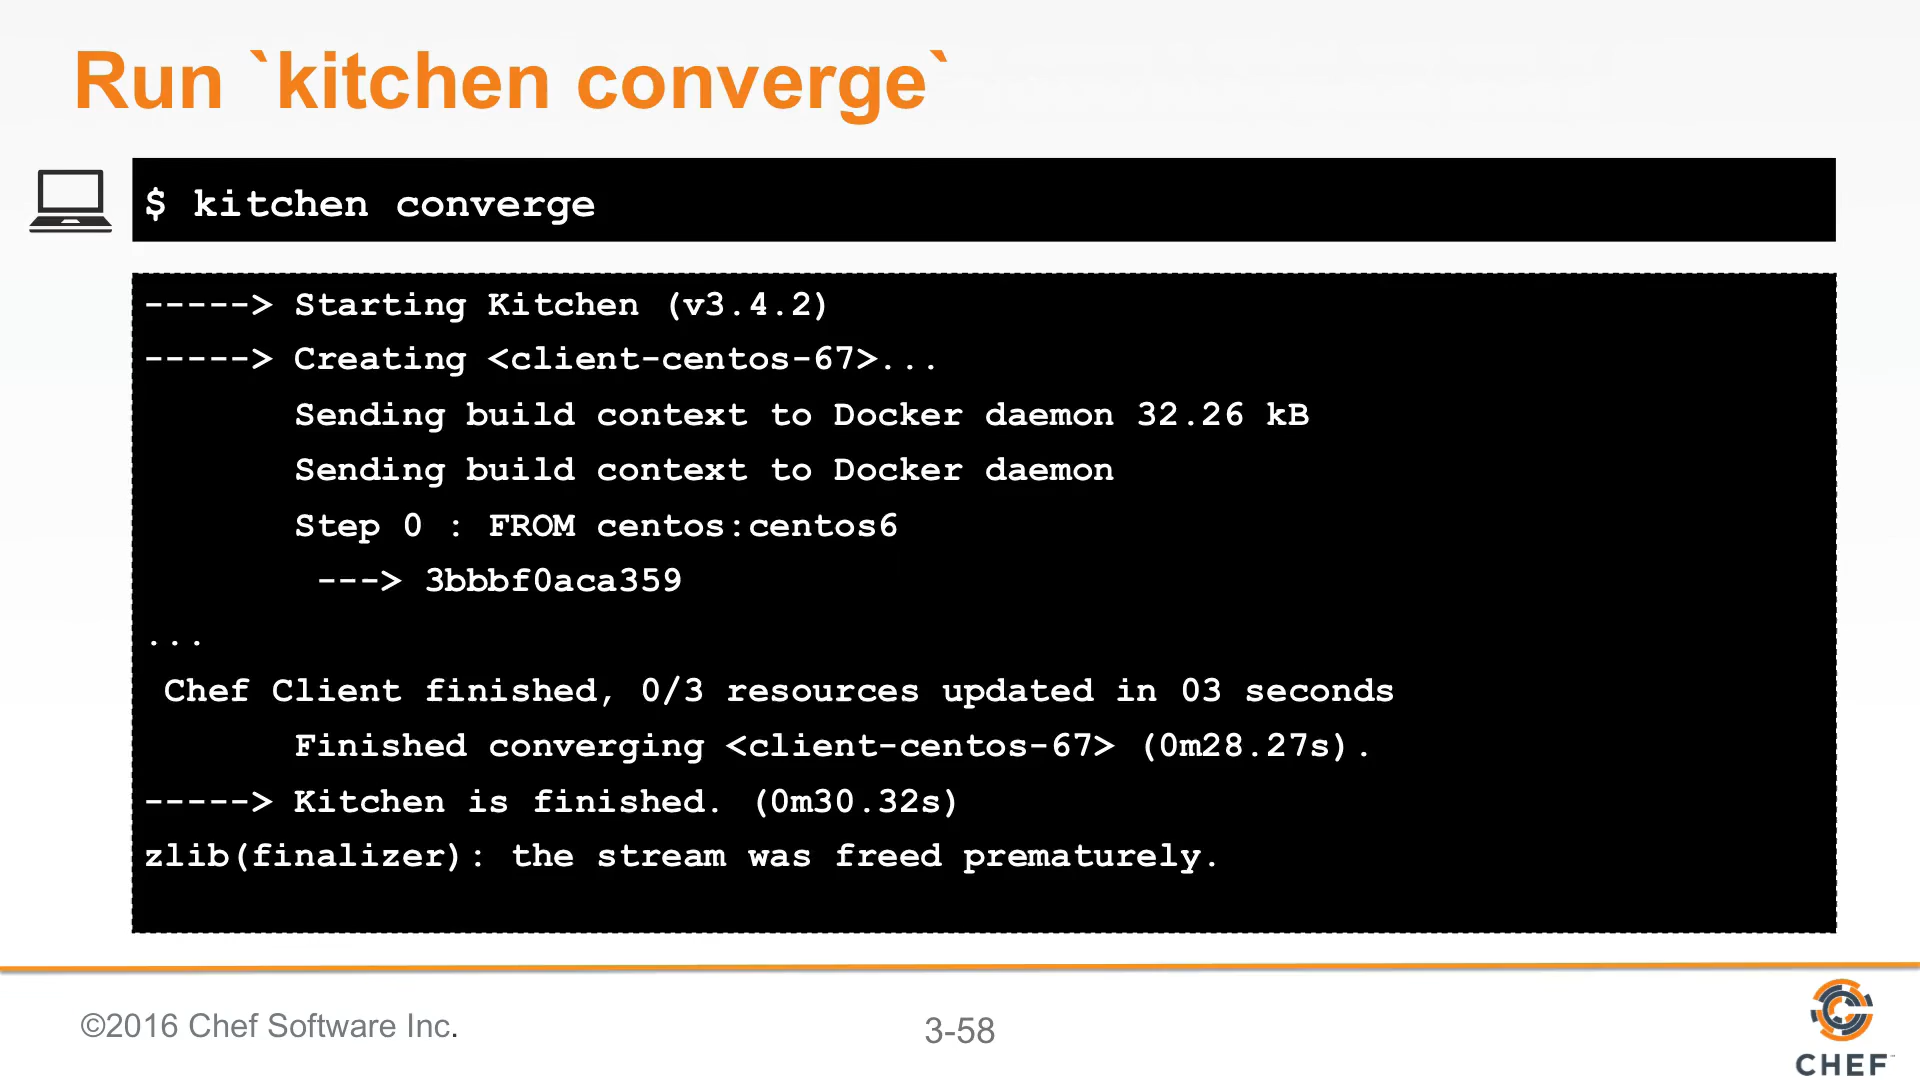 Run `kitchen converge`
$ kitchen converge
-----> Starting Kitchen (v3.4.2)
-----> Creating <client-centos-67>...
Sending build context to Docker daemon 32.26 kB
Sending build context to Docker daemon
Step 0 : FROM centos:centos6
---> 3bbbf0aca359
...
Chef Client finished, 0/3 resources updated in 03 seconds
Finished converging <client-centos-67> (0m28.27s).
-----> Kitchen is finished. (0m30.32s)
zlib(finalizer): the stream was freed prematurely.
©2016 Chef Software Inc.
3-58
CHEF